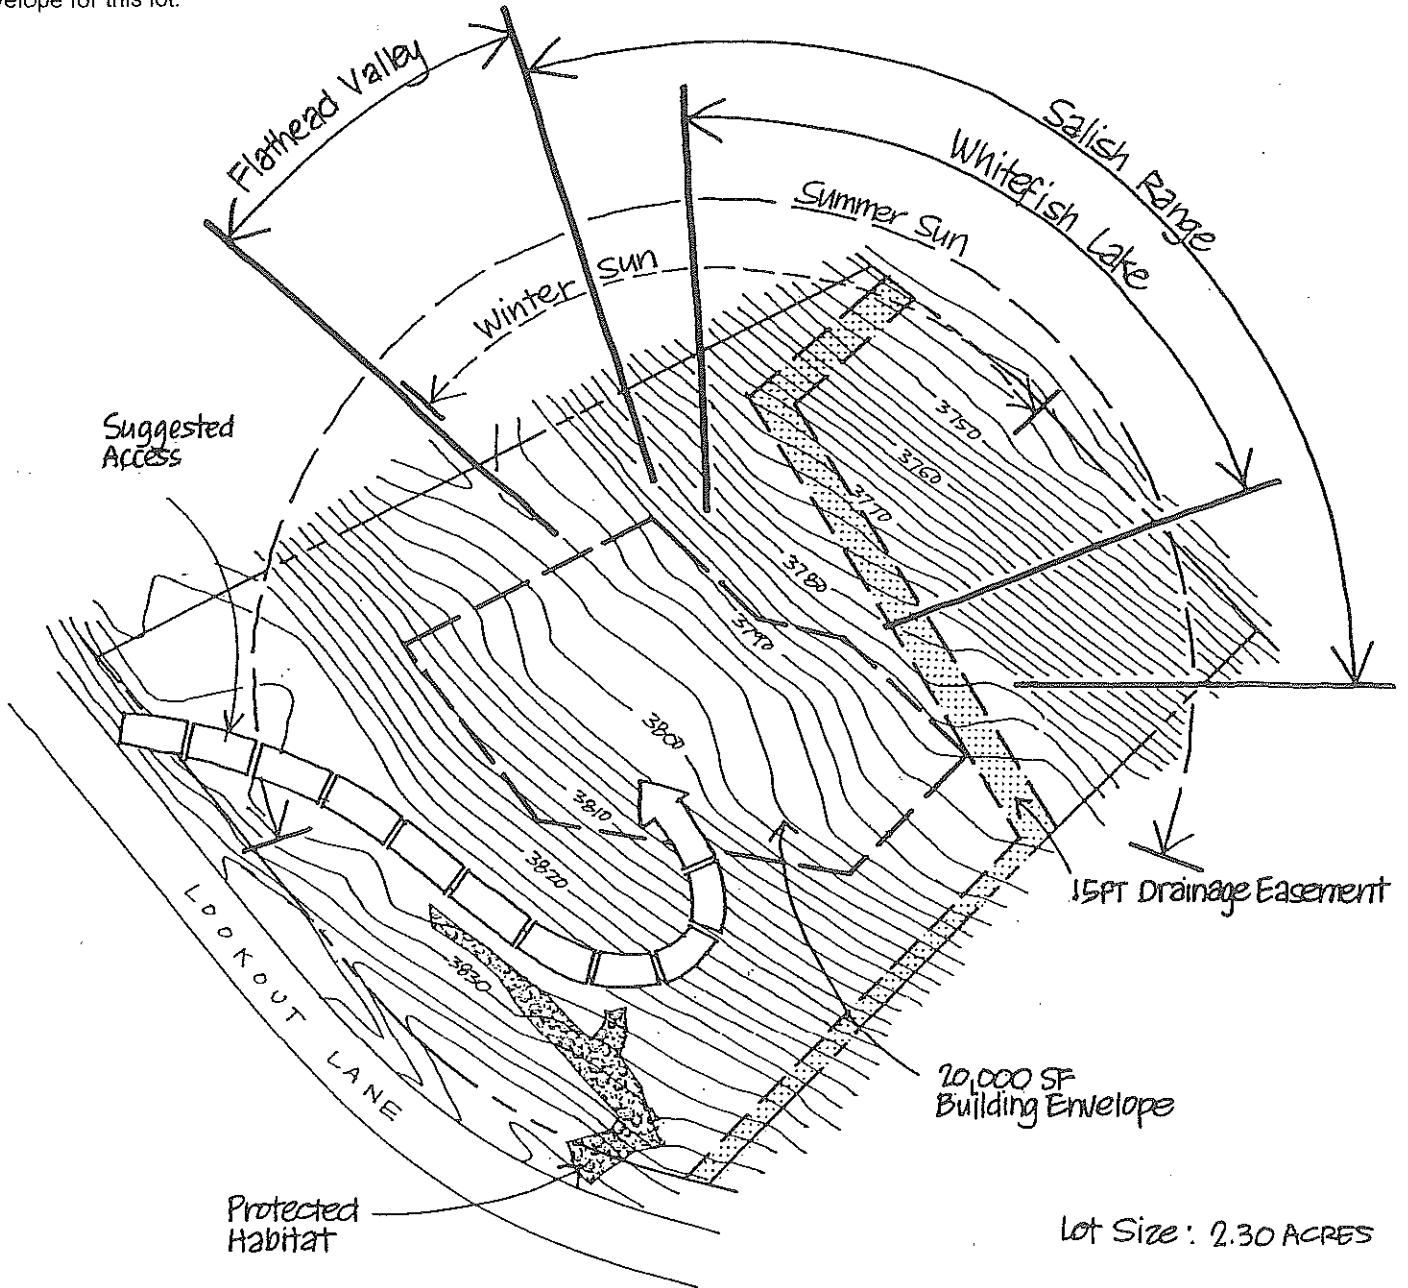 velope for this lot.
Flathead Valley
Salish Range
Whitefish Lake
Summer Sun
Winter Sun
Suggested
Access
3750
3760
3770
3780
3790
3800
3810
3820
3830
15FT Drainage Easement
LOOKOUT LANE
20,000 SF
Building Envelope
Protected
Habitat
Lot Size: 2.30 ACRES